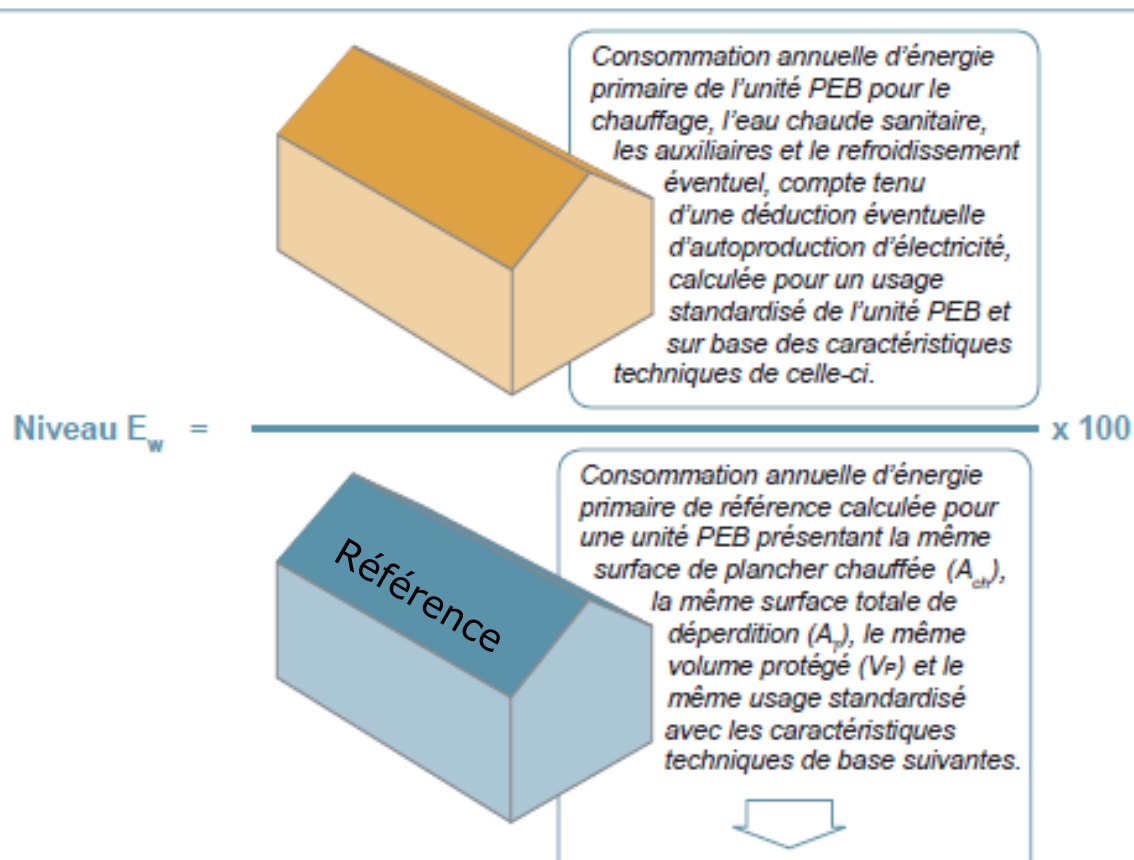 Consommation annuelle d'énergie
primaire de l'unité PEB pour le
chauffage, l'eau chaude sanitaire,
les auxiliaires et le refroidissement
éventuel, compte tenu
d'une déduction éventuelle
d'autoproduction d'électricité,
calculée pour un usage
standardisé de l'unité PEB et
sur base des caractéristiques
techniques de celle-ci.
Niveau E_w = x 100
Consommation annuelle d'énergie
primaire de référence calculée pour
une unité PEB présentant la même
surface de plancher chauffée (A_ch),
la même surface totale de
déperdition (A_T), le même
volume protégé (VP) et le
même usage standardisé
avec les caractéristiques
techniques de base suivantes.
Référence